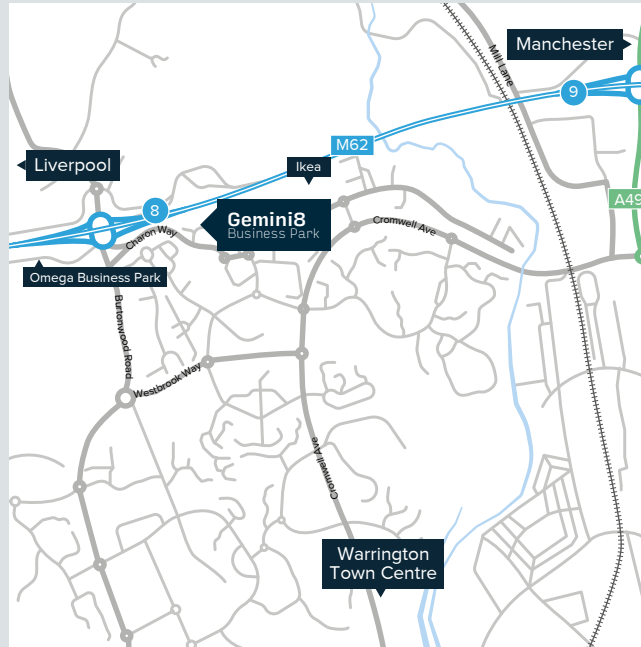 Manchester
Mill Lane
9
M62
Liverpool
Ikea
A49
8
Gemini8
Business Park
Cromwell Ave
Charon Way
Omega Business Park
Burtonwood Road
Westbrook Way
Cromwell Ave
Warrington
Town Centre